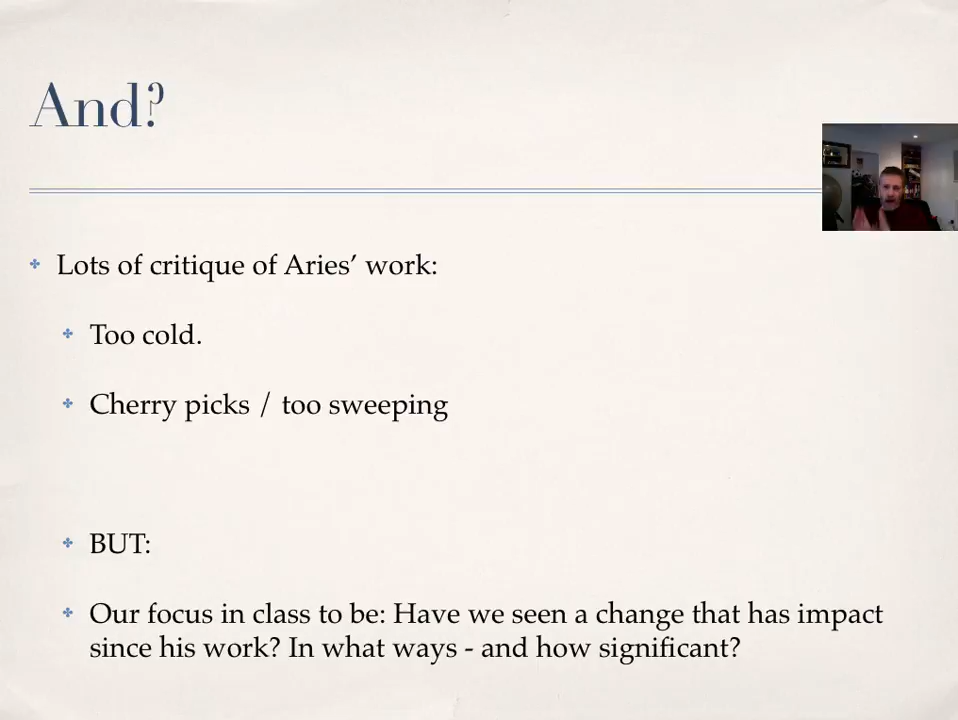 And?
Lots of critique of Aries’ work:
Too cold.
Cherry picks / too sweeping
BUT:
Our focus in class to be: Have we seen a change that has impact
since his work? In what ways - and how significant?